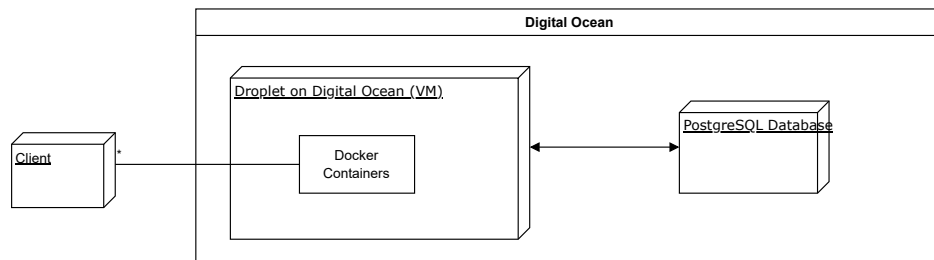 Digital Ocean
Droplet on Digital Ocean (VM)
PostgreSQL Database
Client
*
Docker
Containers